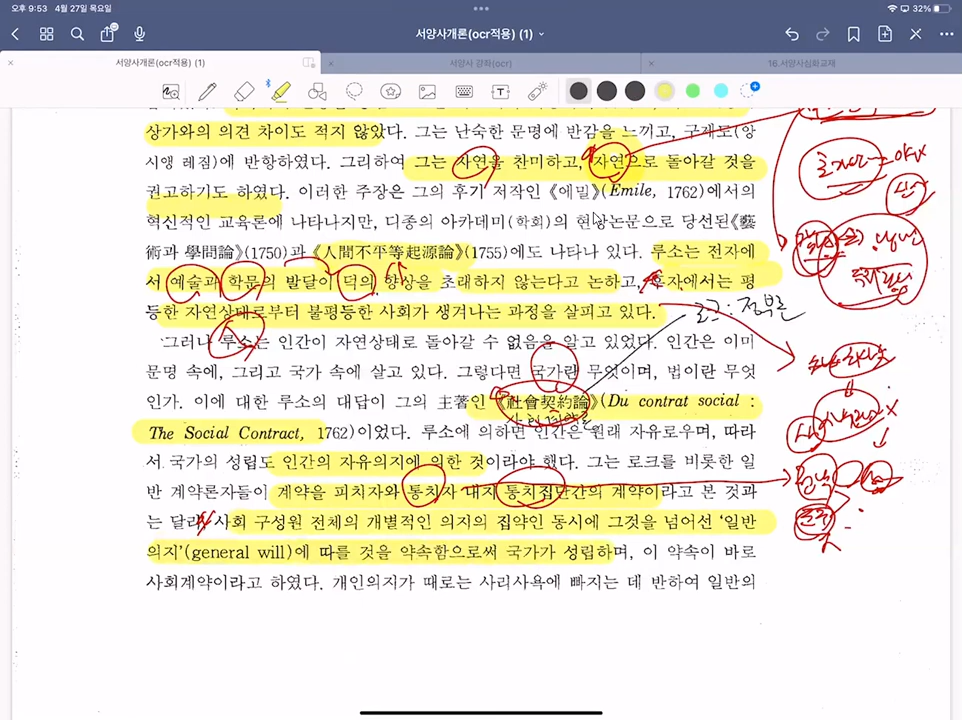 오후 9:53 4월 27일 목요일
32%
서양사개론(ocr적용) (1)
서양사개론(ocr적용) (1)
서양사 강좌(ocr)
16.서양사심화교재
상가와의 의견 차이도 적지 않았다. 그는 난숙한 문명에 반감을 느끼고, 구체제(앙
시앵 레짐)에 반항하였다. 그리하여 그는 자연을 찬미하고, 자연으로 돌아갈 것을
권고하기도 하였다. 이러한 주장은 그의 후기 저작인 《에밀》(Emile, 1762)에서의
혁신적인 교육론에 나타나지만, 디종의 아카데미(학회)의 현상논문으로 당선된 《藝
術과 學問論》(1750)과 《人間不平等起源論》(1755)에도 나타나 있다. 루소는 전자에
서 예술과 학문의 발달이 덕의 향상을 초래하지 않는다고 논하고, 후자에서는 평
등한 자연상태로부터 불평등한 사회가 생겨나는 과정을 살피고 있다.
로크: 정부론
그러나 루소는 인간이 자연상태로 돌아갈 수 없음을 알고 있었다. 인간은 이미
문명 속에, 그리고 국가 속에 살고 있다. 그렇다면 국가란 무엇이며, 법이란 무엇
인가. 이에 대한 루소의 대답이 그의 主著인 《社會契約論》(Du contrat social :
The Social Contract, 1762)이었다. 루소에 의하면 인간은 원래 자유로우며, 따라
서 국가의 성립도 인간의 자유의지에 의한 것이라야 했다. 그는 로크를 비롯한 일
반 계약론자들이 계약을 피치자와 통치자 내지 통치집단간의 계약이라고 본 것과
는 달리 사회 구성원 전체의 개별적인 의지의 집약인 동시에 그것을 넘어선 '일반
의지'(general will)에 따를 것을 약속함으로써 국가가 성립하며, 이 약속이 바로
사회계약이라고 하였다. 개인의지가 때로는 사리사욕에 빠지는 데 반하여 일반의